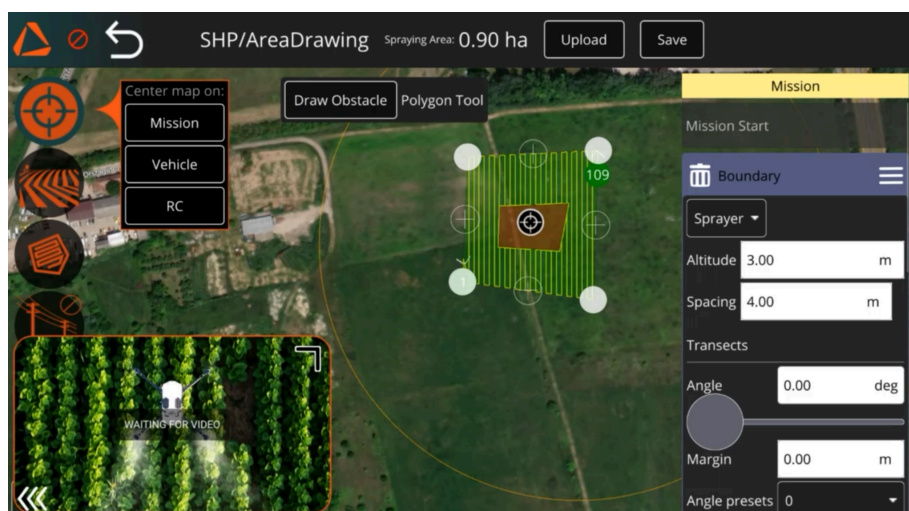 SHP/AreaDrawing Spraying Area: 0.90 ha Upload Save
Center map on:
Mission
Vehicle
RC
Draw Obstacle Polygon Tool
109
1
Mission
Mission Start
Boundary
Sprayer
Altitude 3.00 m
Spacing 4.00 m
Transects
Angle 0.00 deg
Margin 0.00 m
Angle presets 0
WAITING FOR VIDEO